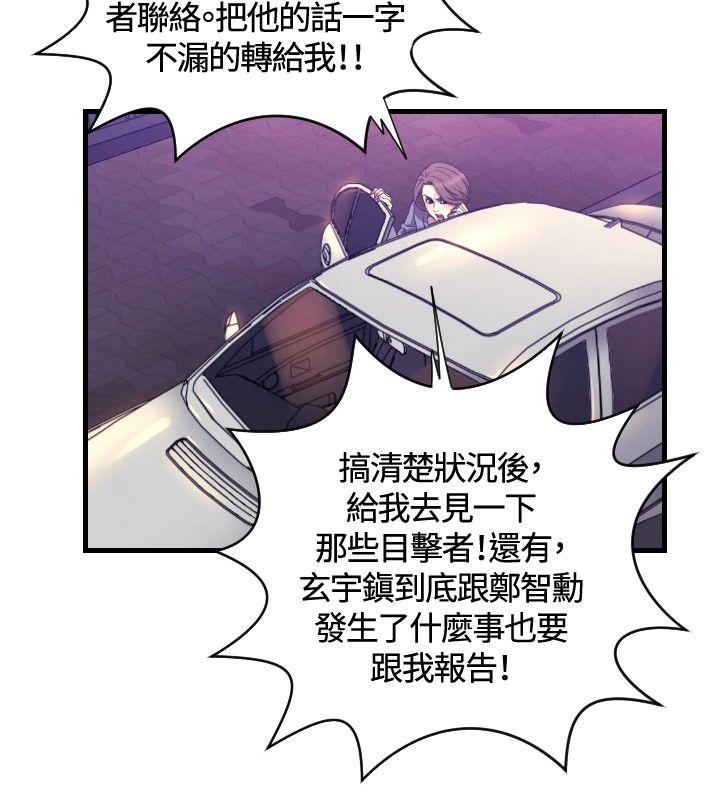 者聯絡。把他的話一字
不漏的轉給我!!
搞清楚狀況後,
給我去見一下
那些目擊者!還有,
玄宇鎭到底跟鄭智勳
發生了什麼事也要
跟我報告!